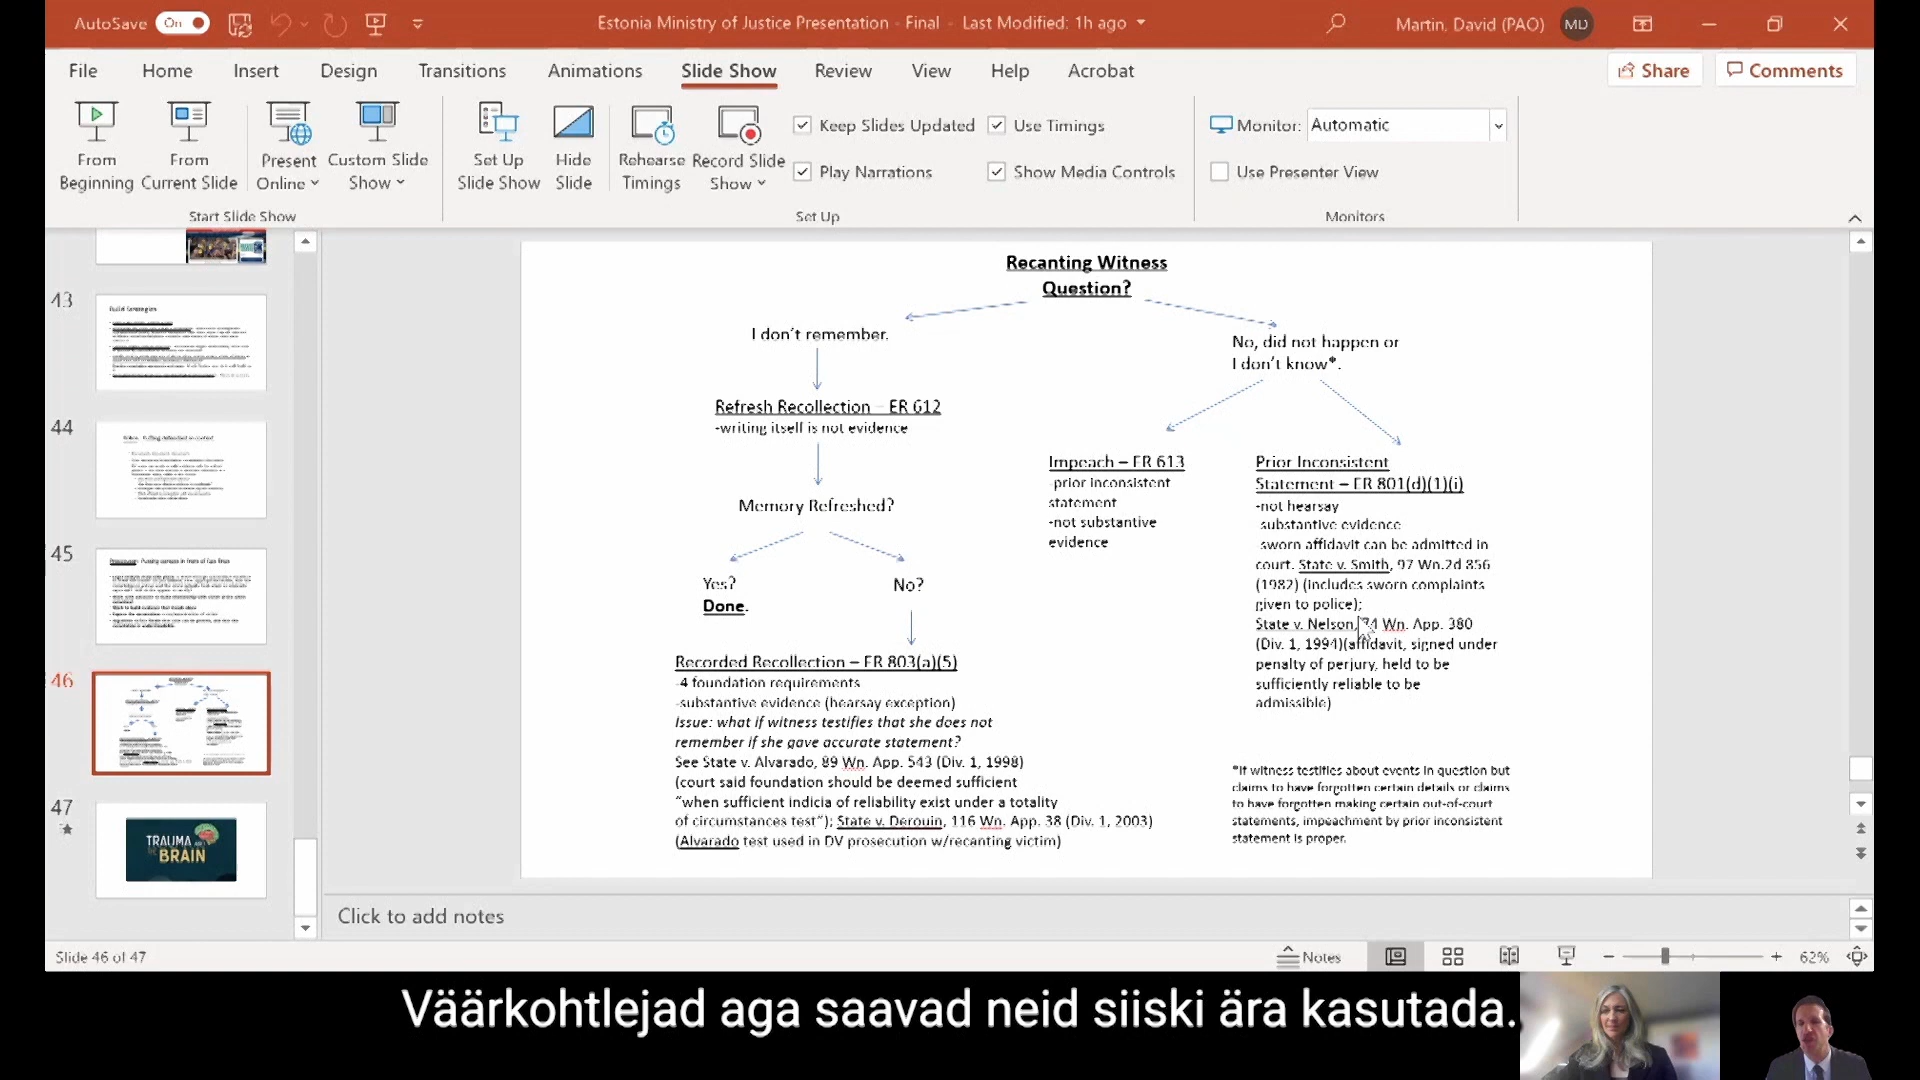 AutoSave On
Estonia Ministry of Justice Presentation - Final - Last Modified: 1h ago
Martin, David (PAO) MD
File Home Insert Design Transitions Animations Slide Show Review View Help Acrobat
Share Comments
From Beginning
From Current Slide
Present Online
Custom Slide Show
Set Up Slide Show
Hide Slide
Rehearse Timings
Record Slide Show
Keep Slides Updated
Use Timings
Play Narrations
Show Media Controls
Monitor: Automatic
Use Presenter View
Start Slide Show
Set Up
Monitors
43
44
45
46
47
TRAUMA
BRAIN
Recanting Witness
Question?
I don't remember.
Refresh Recollection – ER 612
-writing itself is not evidence
Memory Refreshed?
Yes?
Done.
No?
Recorded Recollection – ER 803(a)(5)
-4 foundation requirements
-substantive evidence (hearsay exception)
Issue: what if witness testifies that she does not
remember if she gave accurate statement?
See State v. Alvarado, 89 Wn. App. 543 (Div. 1, 1998)
(court said foundation should be deemed sufficient
"when sufficient indicia of reliability exist under a totality
of circumstances test"); State v. Derouin, 116 Wn. App. 38 (Div. 1, 2003)
(Alvarado test used in DV prosecution w/recanting victim)
No, did not happen or
I don't know*.
Impeach – ER 613
-prior inconsistent
statement
-not substantive
evidence
Prior Inconsistent
Statement – ER 801(d)(1)(i)
-not hearsay
-substantive evidence
-sworn affidavit can be admitted in
court. State v. Smith, 97 Wn.2d 856
(1982) (includes sworn complaints
given to police);
State v. Nelson, 74 Wn. App. 380
(Div. 1, 1994)(affidavit, signed under
penalty of perjury, held to be
sufficiently reliable to be
admissible)
*If witness testifies about events in question but
claims to have forgotten certain details or claims
to have forgotten making certain out-of-court
statements, impeachment by prior inconsistent
statement is proper.
Click to add notes
Slide 46 of 47
Notes
62%
Väärkohtlejad aga saavad neid siiski ära kasutada.